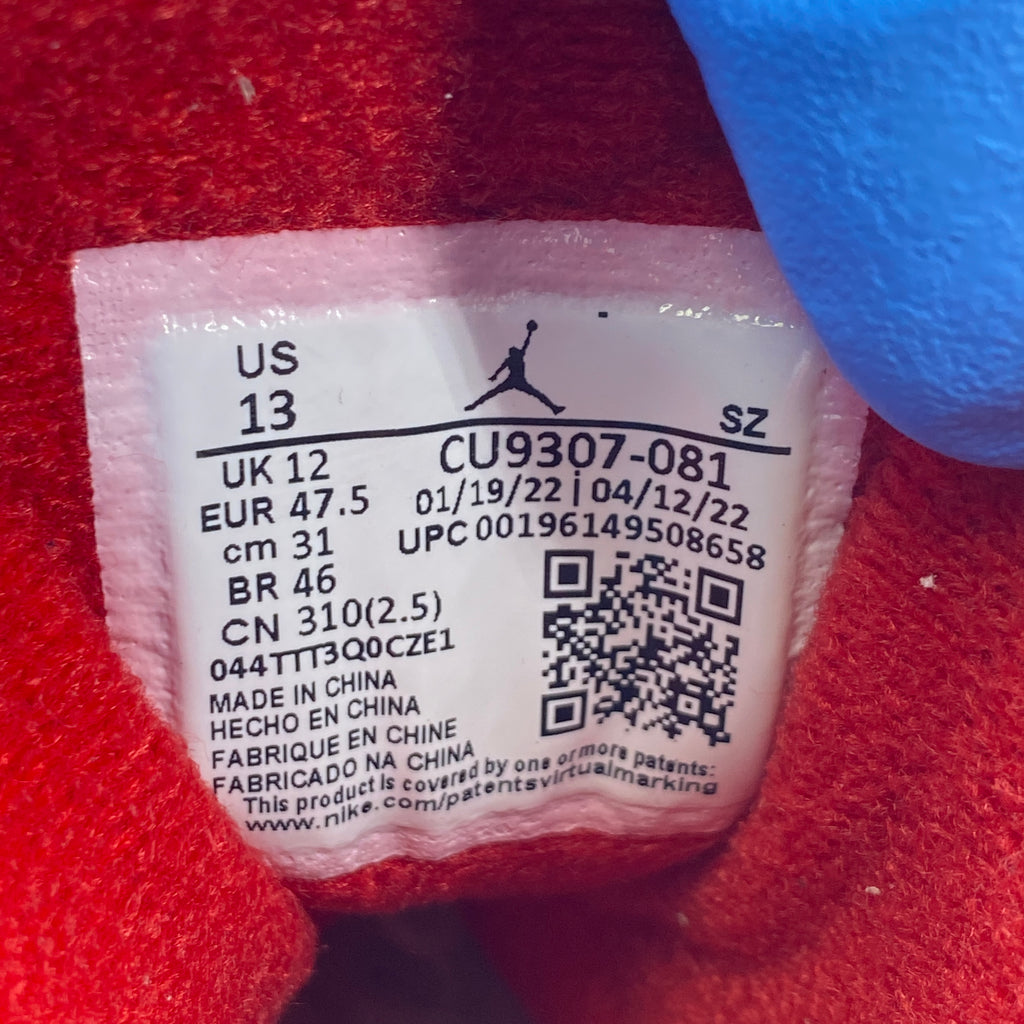 US
13
SZ
UK 12
EUR 47.5
cm 31
BR 46
CN 310(2.5)
044TTT3Q0CZE1
CU9307-081
01/19/22 | 04/12/22
UPC 00196149508658
MADE IN CHINA
HECHO EN CHINA
FABRIQUE EN CHINE
FABRICADO NA CHINA
This product is covered by one or more patents:
www.nike.com/patentsvirtualmarking